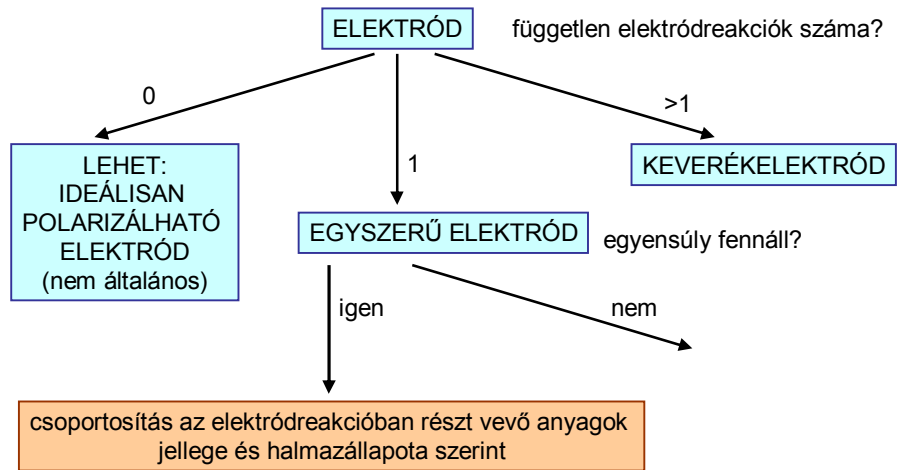 ELEKTRÓD
független elektródreakciók száma?
0
>1
1
LEHET:
IDEÁLISAN
POLARIZÁLHATÓ
ELEKTRÓD
(nem általános)
KEVERÉKELEKTRÓD
EGYSZERŰ ELEKTRÓD
egyensúly fennáll?
igen
nem
csoportosítás az elektródreakcióban részt vevő anyagok
jellege és halmazállapota szerint